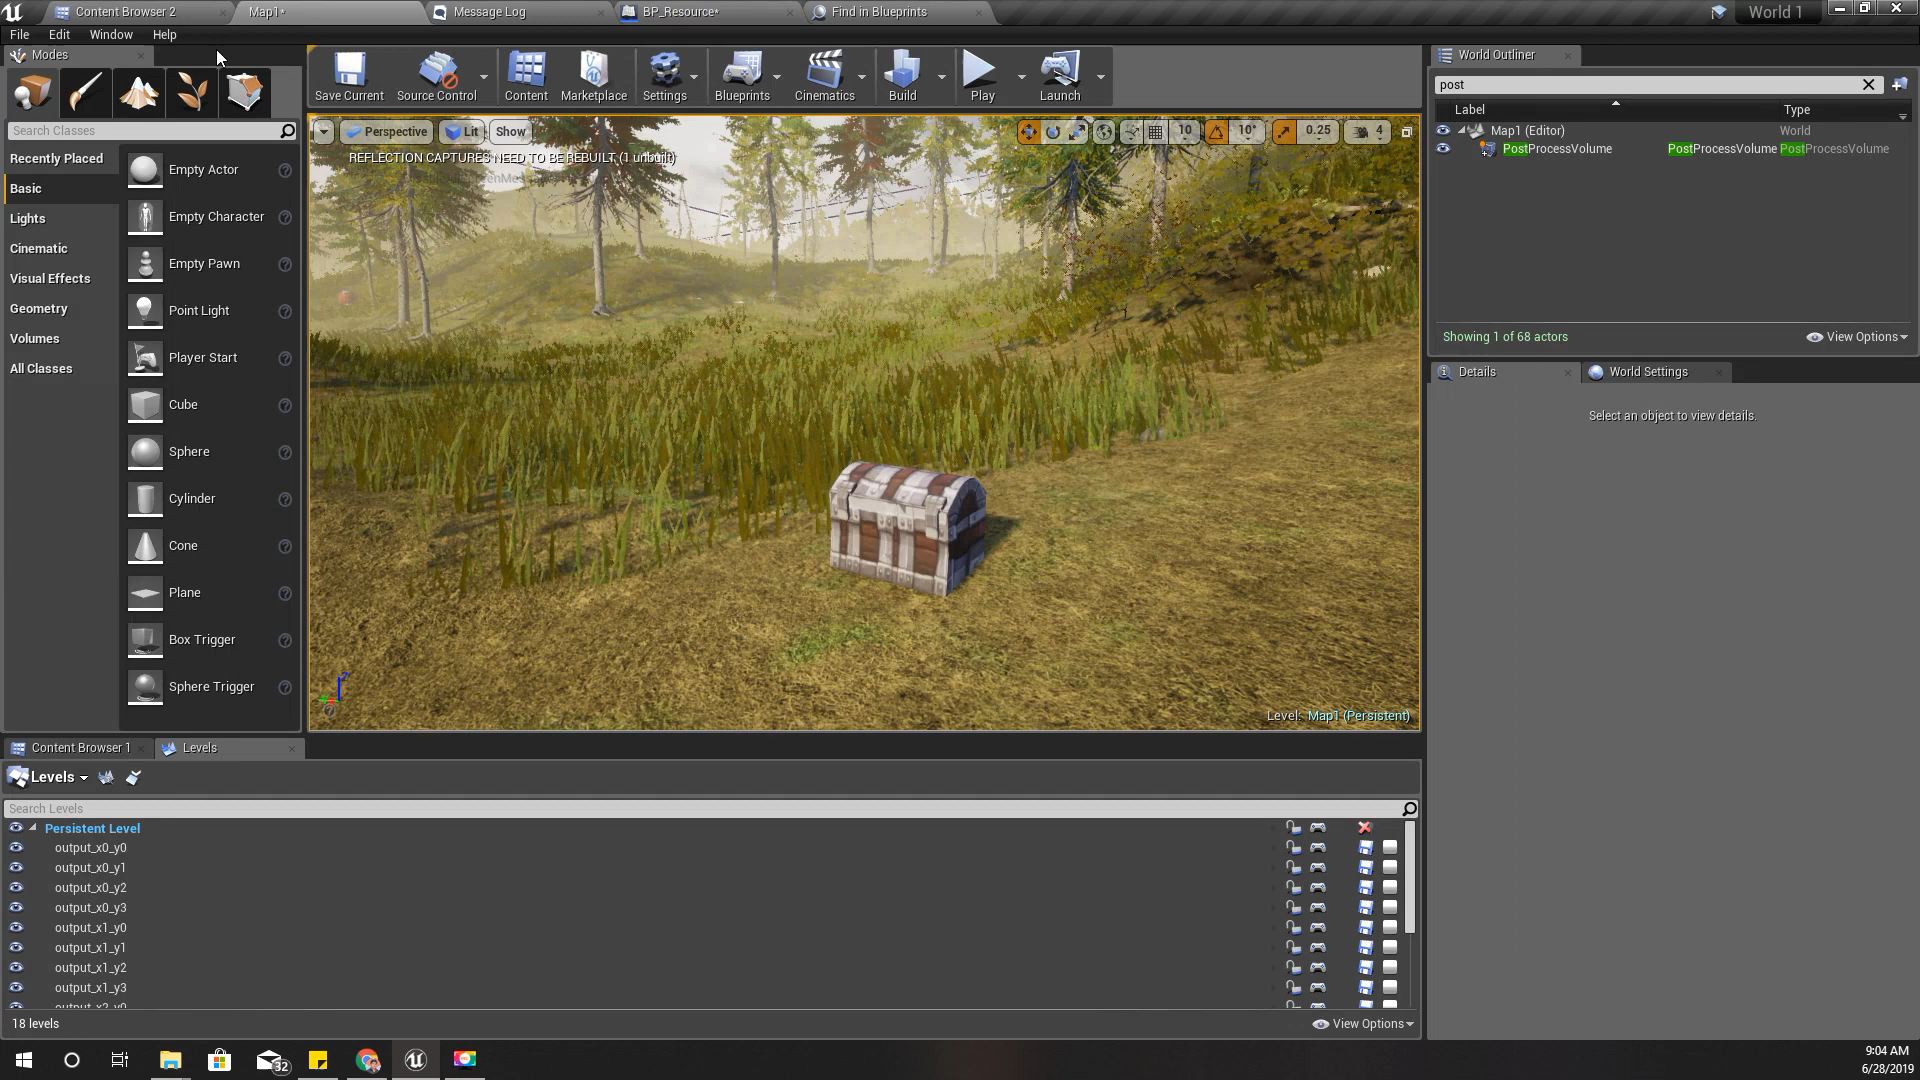 Content Browser 2
Map1*
Message Log
BP_Resource*
Find in Blueprints
World 1
File Edit Window Help
Modes
Save Current
Source Control
Content
Marketplace
Settings
Blueprints
Cinematics
Build
Play
Launch
World Outliner
post
Label Type
Map1 (Editor) World
PostProcessVolume PostProcessVolume PostProcessVolume
Showing 1 of 68 actors
View Options
Details
World Settings
Select an object to view details.
Search Classes
Recently Placed
Basic
Lights
Cinematic
Visual Effects
Geometry
Volumes
All Classes
Empty Actor
Empty Character
Empty Pawn
Point Light
Player Start
Cube
Sphere
Cylinder
Cone
Plane
Box Trigger
Sphere Trigger
Perspective Lit Show
10 10° 0.25 4
REFLECTION CAPTURES NEED TO BE REBUILT (1 unbuilt)
Level: Map1 (Persistent)
Content Browser 1
Levels
Levels
Search Levels
Persistent Level
output_x0_y0
output_x0_y1
output_x0_y2
output_x0_y3
output_x1_y0
output_x1_y1
output_x1_y2
output_x1_y3
output_x2_y0
18 levels
View Options
32
9:04 AM
6/28/2019